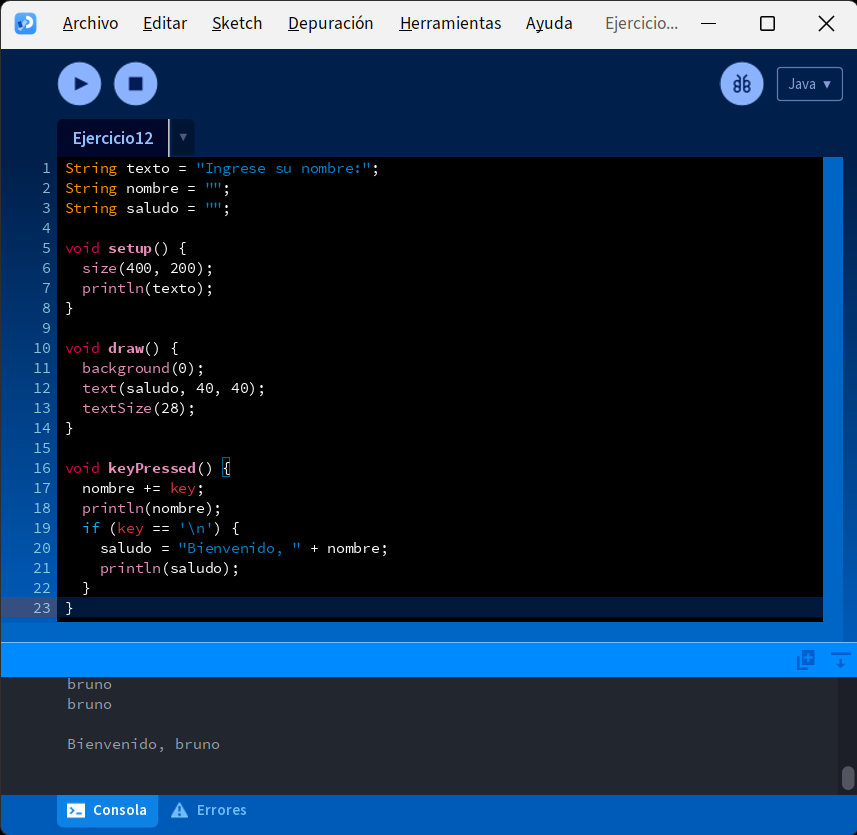 Archivo Editar Sketch Depuración Herramientas Ayuda Ejercicio...
Java ▾
Ejercicio12
1 String texto = "Ingrese su nombre:";
2 String nombre = "";
3 String saludo = "";
4
5 void setup() {
6   size(400, 200);
7   println(texto);
8 }
9
10 void draw() {
11   background(0);
12   text(saludo, 40, 40);
13   textSize(28);
14 }
15
16 void keyPressed() {
17   nombre += key;
18   println(nombre);
19   if (key == '\n') {
20     saludo = "Bienvenido, " + nombre;
21     println(saludo);
22   }
23 }
bruno
bruno
Bienvenido, bruno
Consola Errores